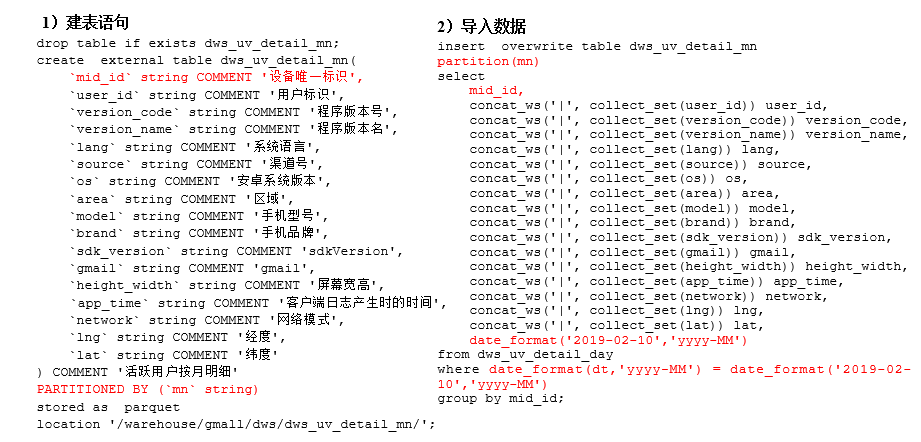 1）建表语句
drop table if exists dws_uv_detail_mn;
create  external table dws_uv_detail_mn(
`mid_id` string COMMENT '设备唯一标识',
`user_id` string COMMENT '用户标识',
`version_code` string COMMENT '程序版本号',
`version_name` string COMMENT '程序版本名',
`lang` string COMMENT '系统语言',
`source` string COMMENT '渠道号',
`os` string COMMENT '安卓系统版本',
`area` string COMMENT '区域',
`model` string COMMENT '手机型号',
`brand` string COMMENT '手机品牌',
`sdk_version` string COMMENT 'sdkVersion',
`gmail` string COMMENT 'gmail',
`height_width` string COMMENT '屏幕宽高',
`app_time` string COMMENT '客户端日志产生时的时间',
`network` string COMMENT '网络模式',
`lng` string COMMENT '经度',
`lat` string COMMENT '纬度'
) COMMENT '活跃用户按月明细'
PARTITIONED BY (`mn` string)
stored as  parquet
location '/warehouse/gmall/dws/dws_uv_detail_mn/';
2）导入数据
insert  overwrite table dws_uv_detail_mn
partition(mn)
select
mid_id,
concat_ws('|', collect_set(user_id)) user_id,
concat_ws('|', collect_set(version_code)) version_code,
concat_ws('|', collect_set(version_name)) version_name,
concat_ws('|', collect_set(lang)) lang,
concat_ws('|', collect_set(source)) source,
concat_ws('|', collect_set(os)) os,
concat_ws('|', collect_set(area)) area,
concat_ws('|', collect_set(model)) model,
concat_ws('|', collect_set(brand)) brand,
concat_ws('|', collect_set(sdk_version)) sdk_version,
concat_ws('|', collect_set(gmail)) gmail,
concat_ws('|', collect_set(height_width)) height_width,
concat_ws('|', collect_set(app_time)) app_time,
concat_ws('|', collect_set(network)) network,
concat_ws('|', collect_set(lng)) lng,
concat_ws('|', collect_set(lat)) lat,
date_format('2019-02-10','yyyy-MM')
from dws_uv_detail_day
where date_format(dt,'yyyy-MM') = date_format('2019-02-
10','yyyy-MM')
group by mid_id;